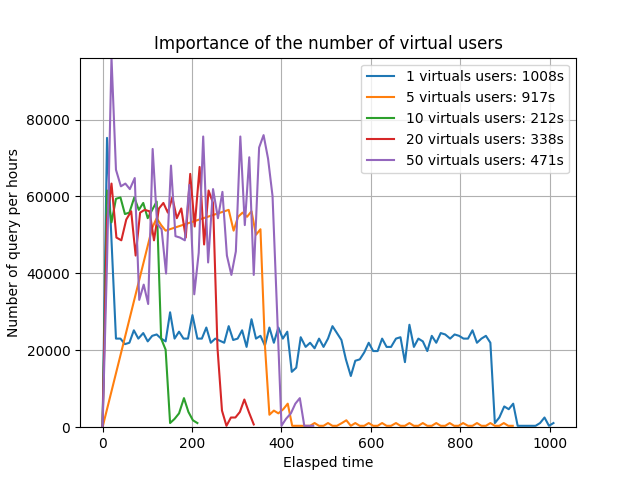 Importance of the number of virtual users
1 virtuals users: 1008s
5 virtuals users: 917s
10 virtuals users: 212s
20 virtuals users: 338s
50 virtuals users: 471s
Number of query per hours
80000
60000
40000
20000
0
0 200 400 600 800 1000
Elasped time